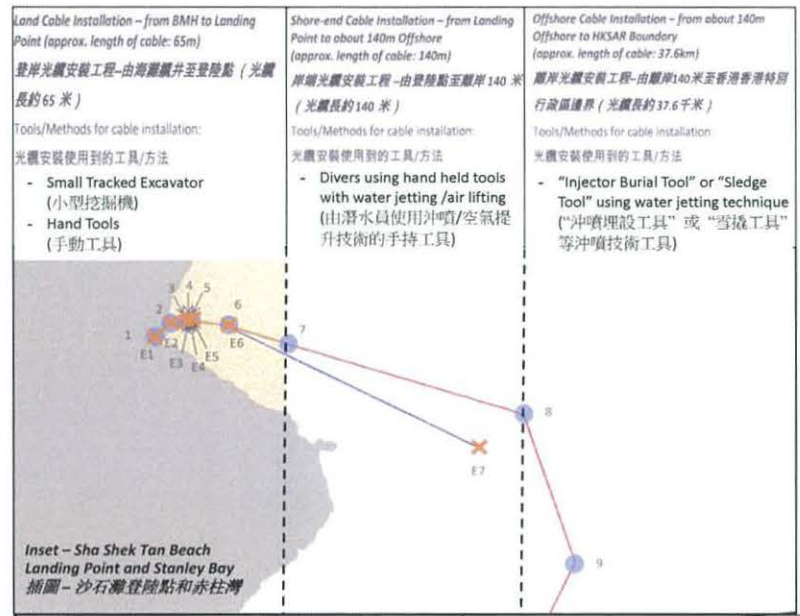 Land Cable Installation – from BMH to Landing
Point (approx. length of cable: 65m)
登岸光纜安裝工程–由海灘纜井至登陸點（光纜
長約65 米）
Tools/Methods for cable installation:
光纜安裝使用到的工具/方法
- Small Tracked Excavator
(小型挖掘機)
- Hand Tools
(手動工具)
Shore-end Cable Installation – from Landing
Point to about 140m Offshore
(approx. length of cable: 140m)
岸端光纜安裝工程 –由登陸點至離岸 140 米
（光纜長約140 米）
Tools/Methods for cable installation:
光纜安裝使用到的工具/方法
- Divers using hand held tools
with water jetting /air lifting
(由潛水員使用沖噴/空氣提
升技術的手持工具)
Offshore Cable Installation – from about 140m
Offshore to HKSAR Boundary
(approx. length of cable: 37.6km)
離岸光纜安裝工程–由離岸140米至香港香港特別
行政區邊界（光纜長約37.6千米）
Tools/Methods for cable installation
光纜安裝使用到的工具/方法
- “Injector Burial Tool” or “Sledge
Tool” using water jetting technique
(“沖噴埋設工具” 或 “雪撬工具”
等沖噴技術工具)
1
2
3
4
5
6
7
8
9
E1
E2
E3
E4
E5
E6
E7
Inset – Sha Shek Tan Beach
Landing Point and Stanley Bay
插圖 – 沙石灘登陸點和赤柱灣